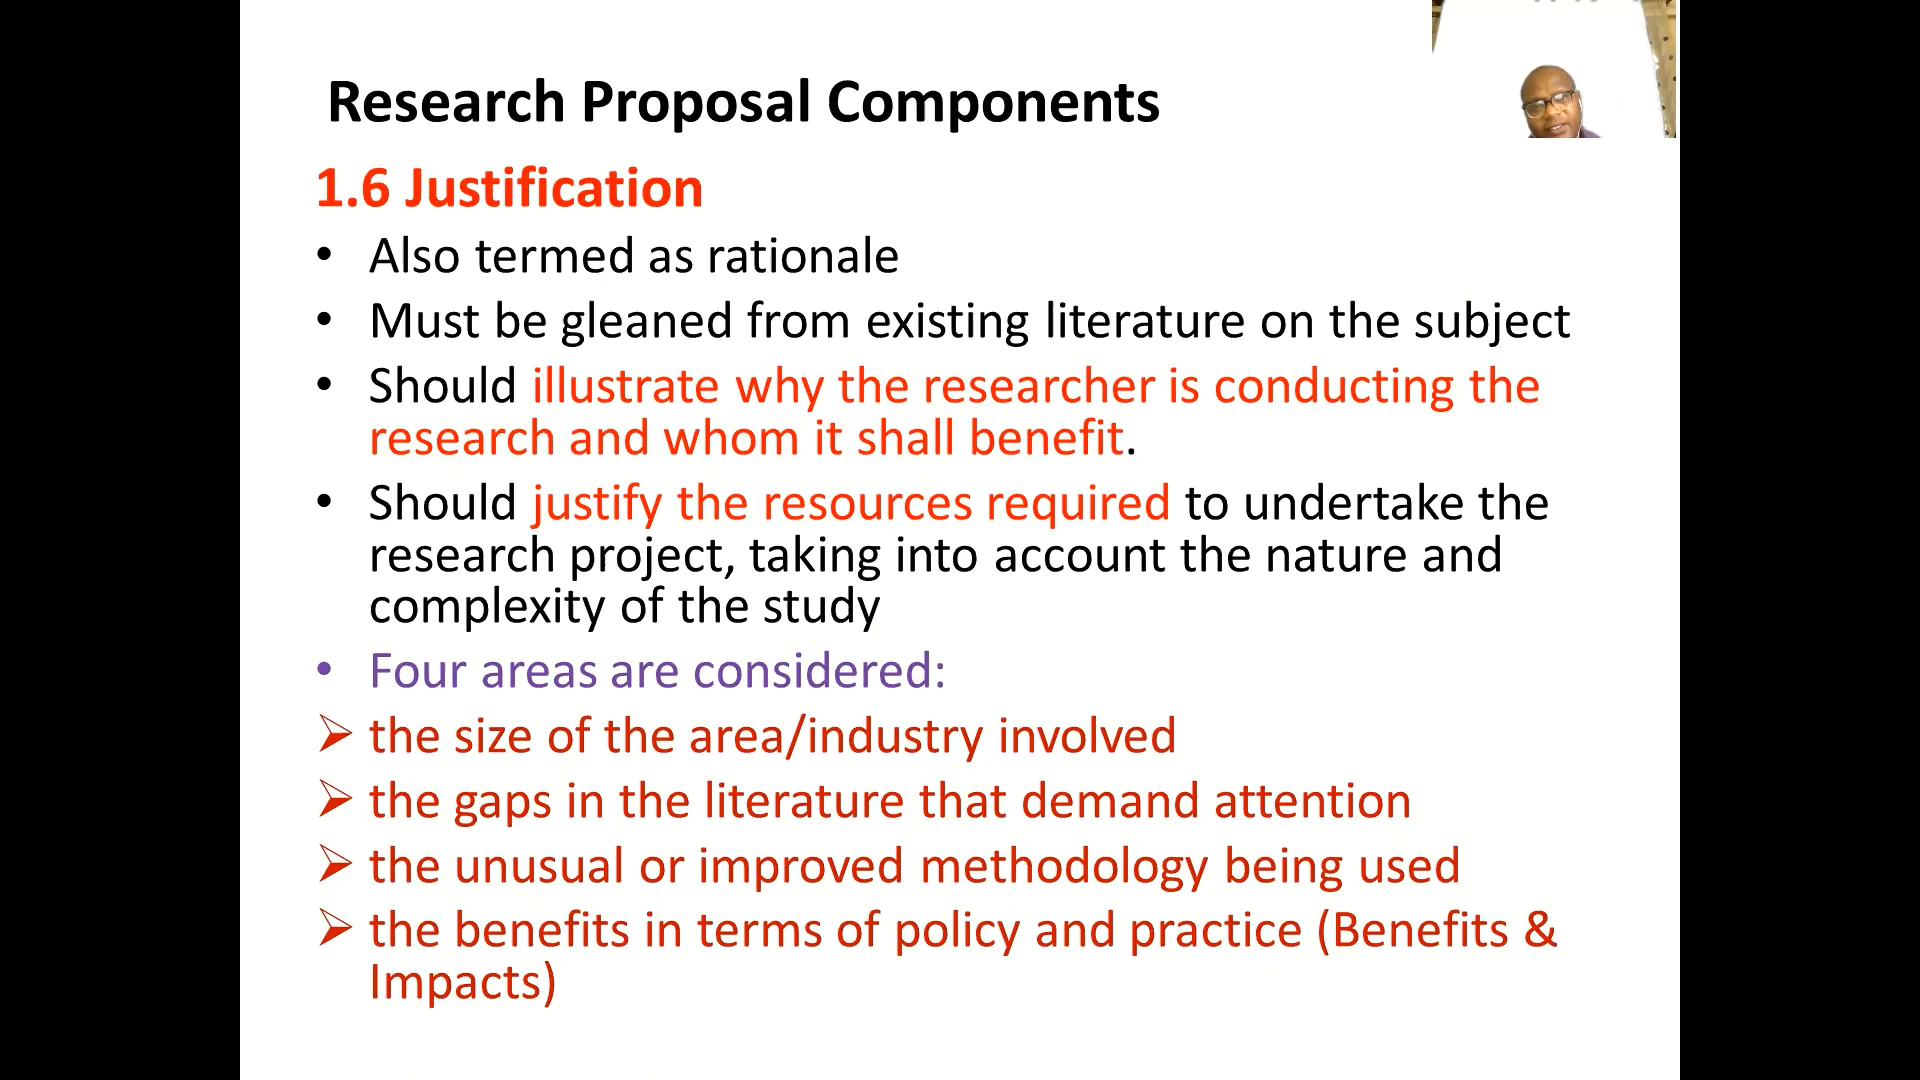 Research Proposal Components
1.6 Justification
• Also termed as rationale
• Must be gleaned from existing literature on the subject
• Should illustrate why the researcher is conducting the
research and whom it shall benefit.
• Should justify the resources required to undertake the
research project, taking into account the nature and
complexity of the study
• Four areas are considered:
➢ the size of the area/industry involved
➢ the gaps in the literature that demand attention
➢ the unusual or improved methodology being used
➢ the benefits in terms of policy and practice (Benefits &
Impacts)